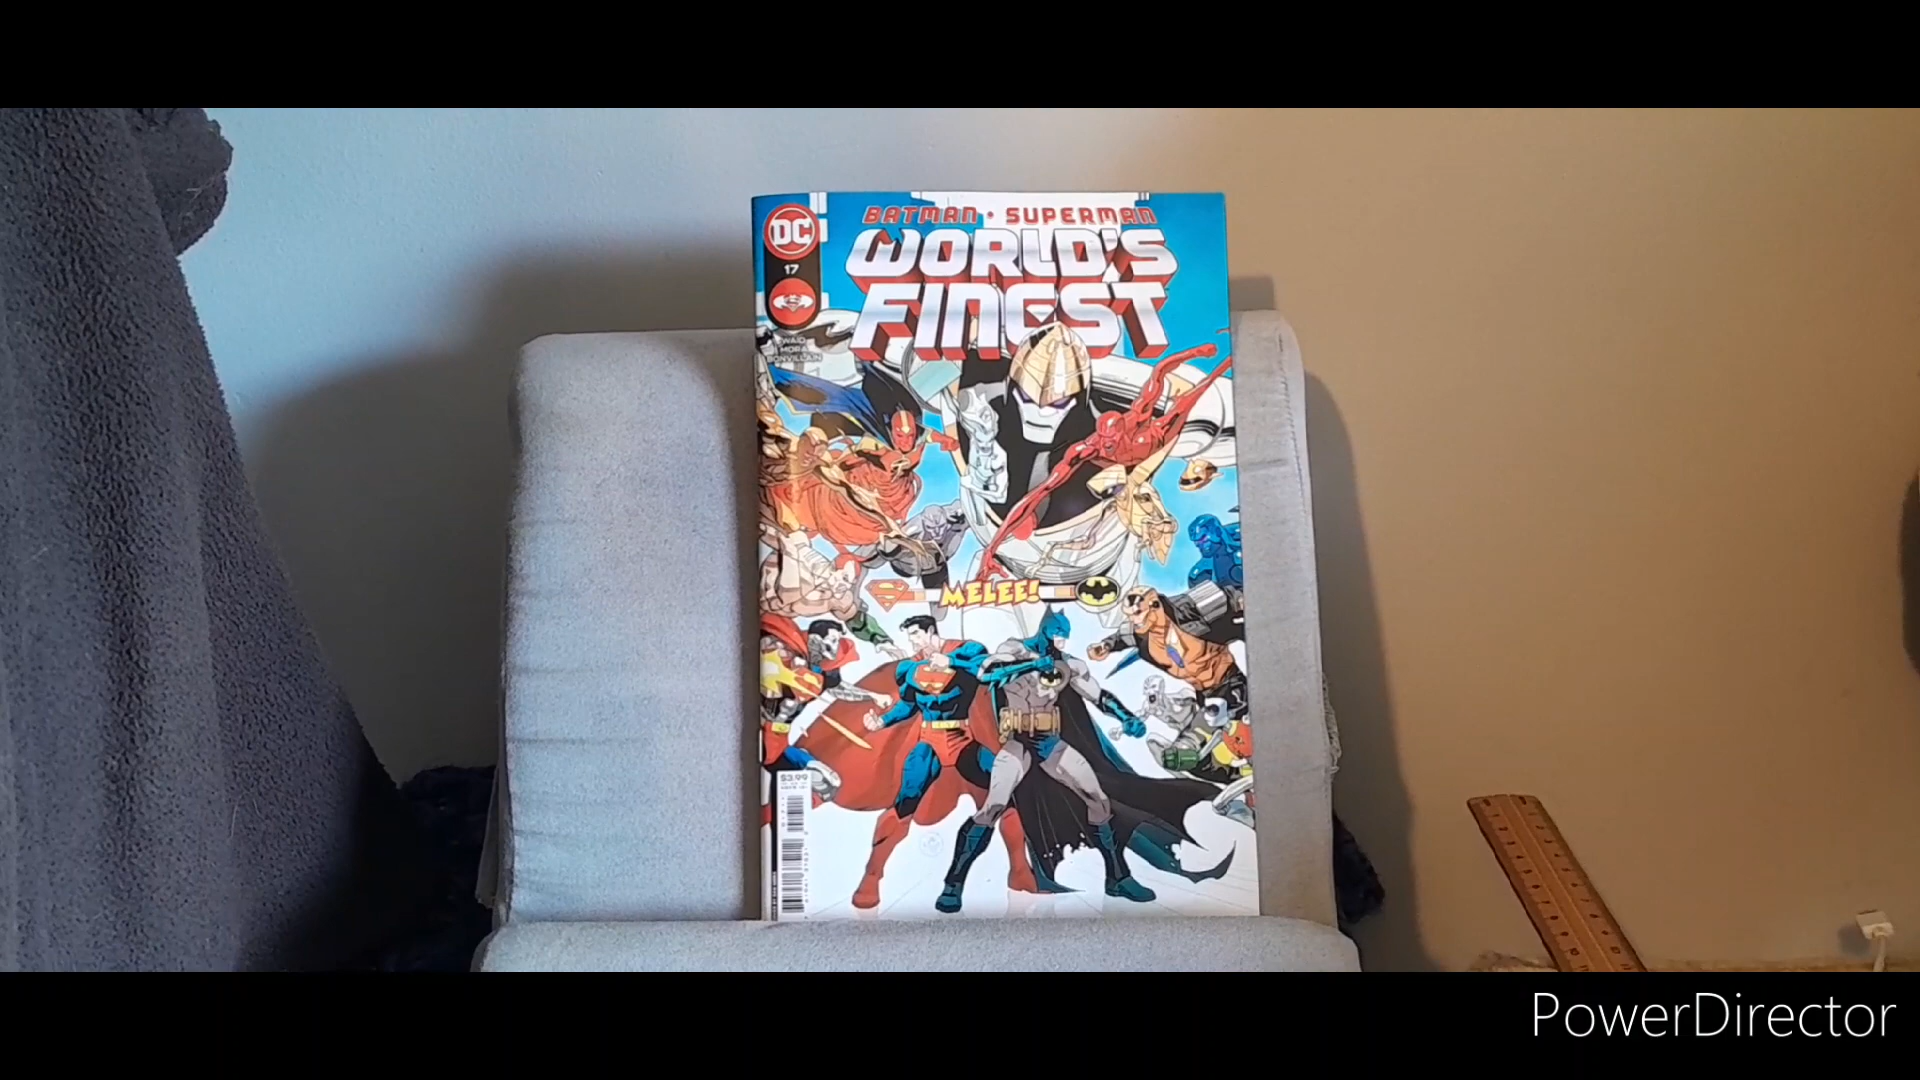 BATMAN • SUPERMAN
WORLD'S
FINEST
DC
17
WAID
MORA
BONVILLAIN
MELEE!
$3.99
PowerDirector